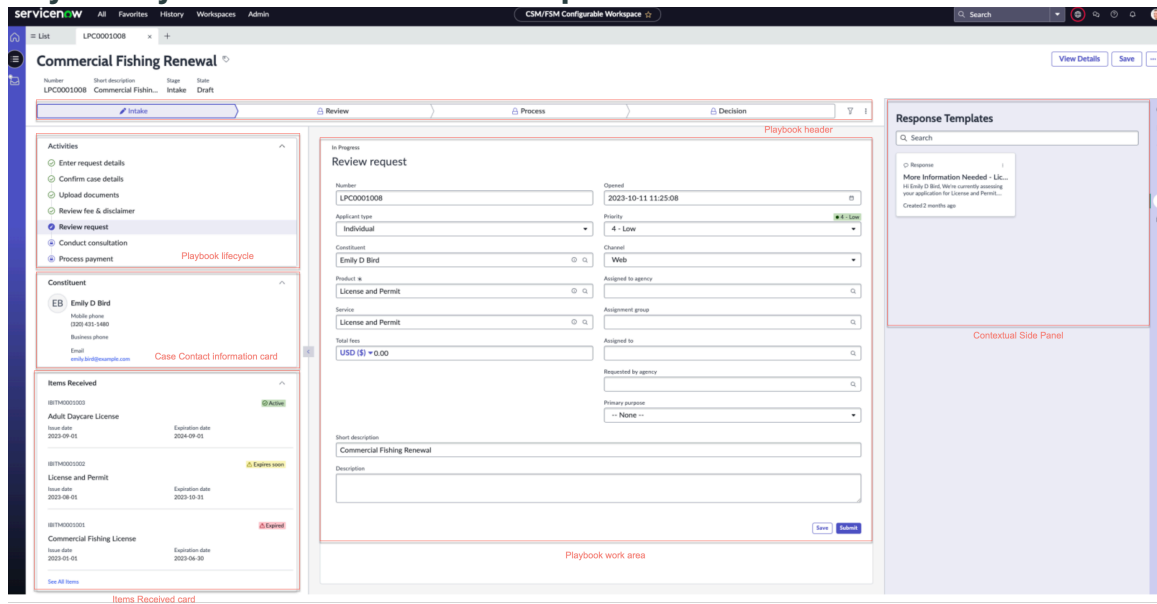 servicenow All Favorites History Workspaces Admin CSM/FSM Configurable Workspace Search
List LPC0001008 × +
Commercial Fishing Renewal View Details Save
Number Short description Stage State
LPC0001008 Commercial Fishin... Intake Draft
Intake Review Process Decision
Playbook header
Response Templates
Search
Response
More Information Needed - Lic...
Hi Emily D Bird, We're currently assessing
your application for License and Permit....
Created 2 months ago
Contextual Side Panel
Activities
Enter request details
Confirm case details
Upload documents
Review fee & disclaimer
Review request
Conduct consultation
Process payment
Playbook lifecycle
Constituent
EB Emily D Bird
Mobile phone
(320) 431-1480
Business phone
Email
emily.bird@example.com
Case Contact information card
Items Received
IBITM0001003 Active
Adult Daycare License
Issue date Expiration date
2023-09-01 2024-09-01
IBITM0001002 Expires soon
License and Permit
Issue date Expiration date
2023-08-01 2023-10-31
IBITM0001001 Expired
Commercial Fishing License
Issue date Expiration date
2023-01-01 2023-06-30
See All Items
Items Received card
In Progress
Review request
Number Opened
LPC0001008 2023-10-11 11:25:08
Applicant type Priority 4 - Low
Individual 4 - Low
Constituent Channel
Emily D Bird Web
Product Assigned to agency
License and Permit
Service Assignment group
License and Permit
Total fees Assigned to
USD ($) 0.00
Requested by agency
Primary purpose
-- None --
Short description
Commercial Fishing Renewal
Description
Save Submit
Playbook work area